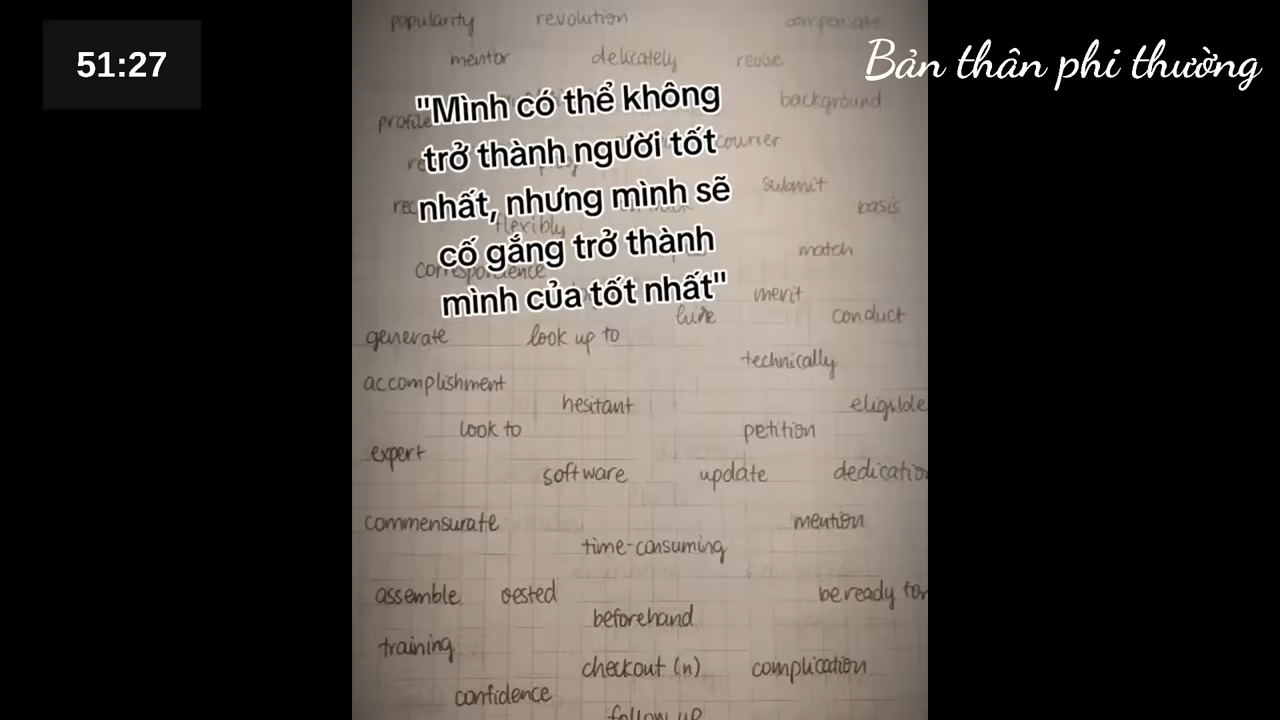 51:27
Bản thân phi thường
popularity revolution
mentor delicately revise
"Mình có thể không
trở thành người tốt
nhất, nhưng mình sẽ
cố gắng trở thành
mình của tốt nhất"
profile background
courier
submit
basis
flexibly
match
correspondence
merit
conduct
generate look up to
technically
accomplishment
hesitant eligible
look to petition
expert
software update
commensurate mention
time-consuming
assemble be ready for
beforehand
training
checkout (n) complication
confidence
follow up